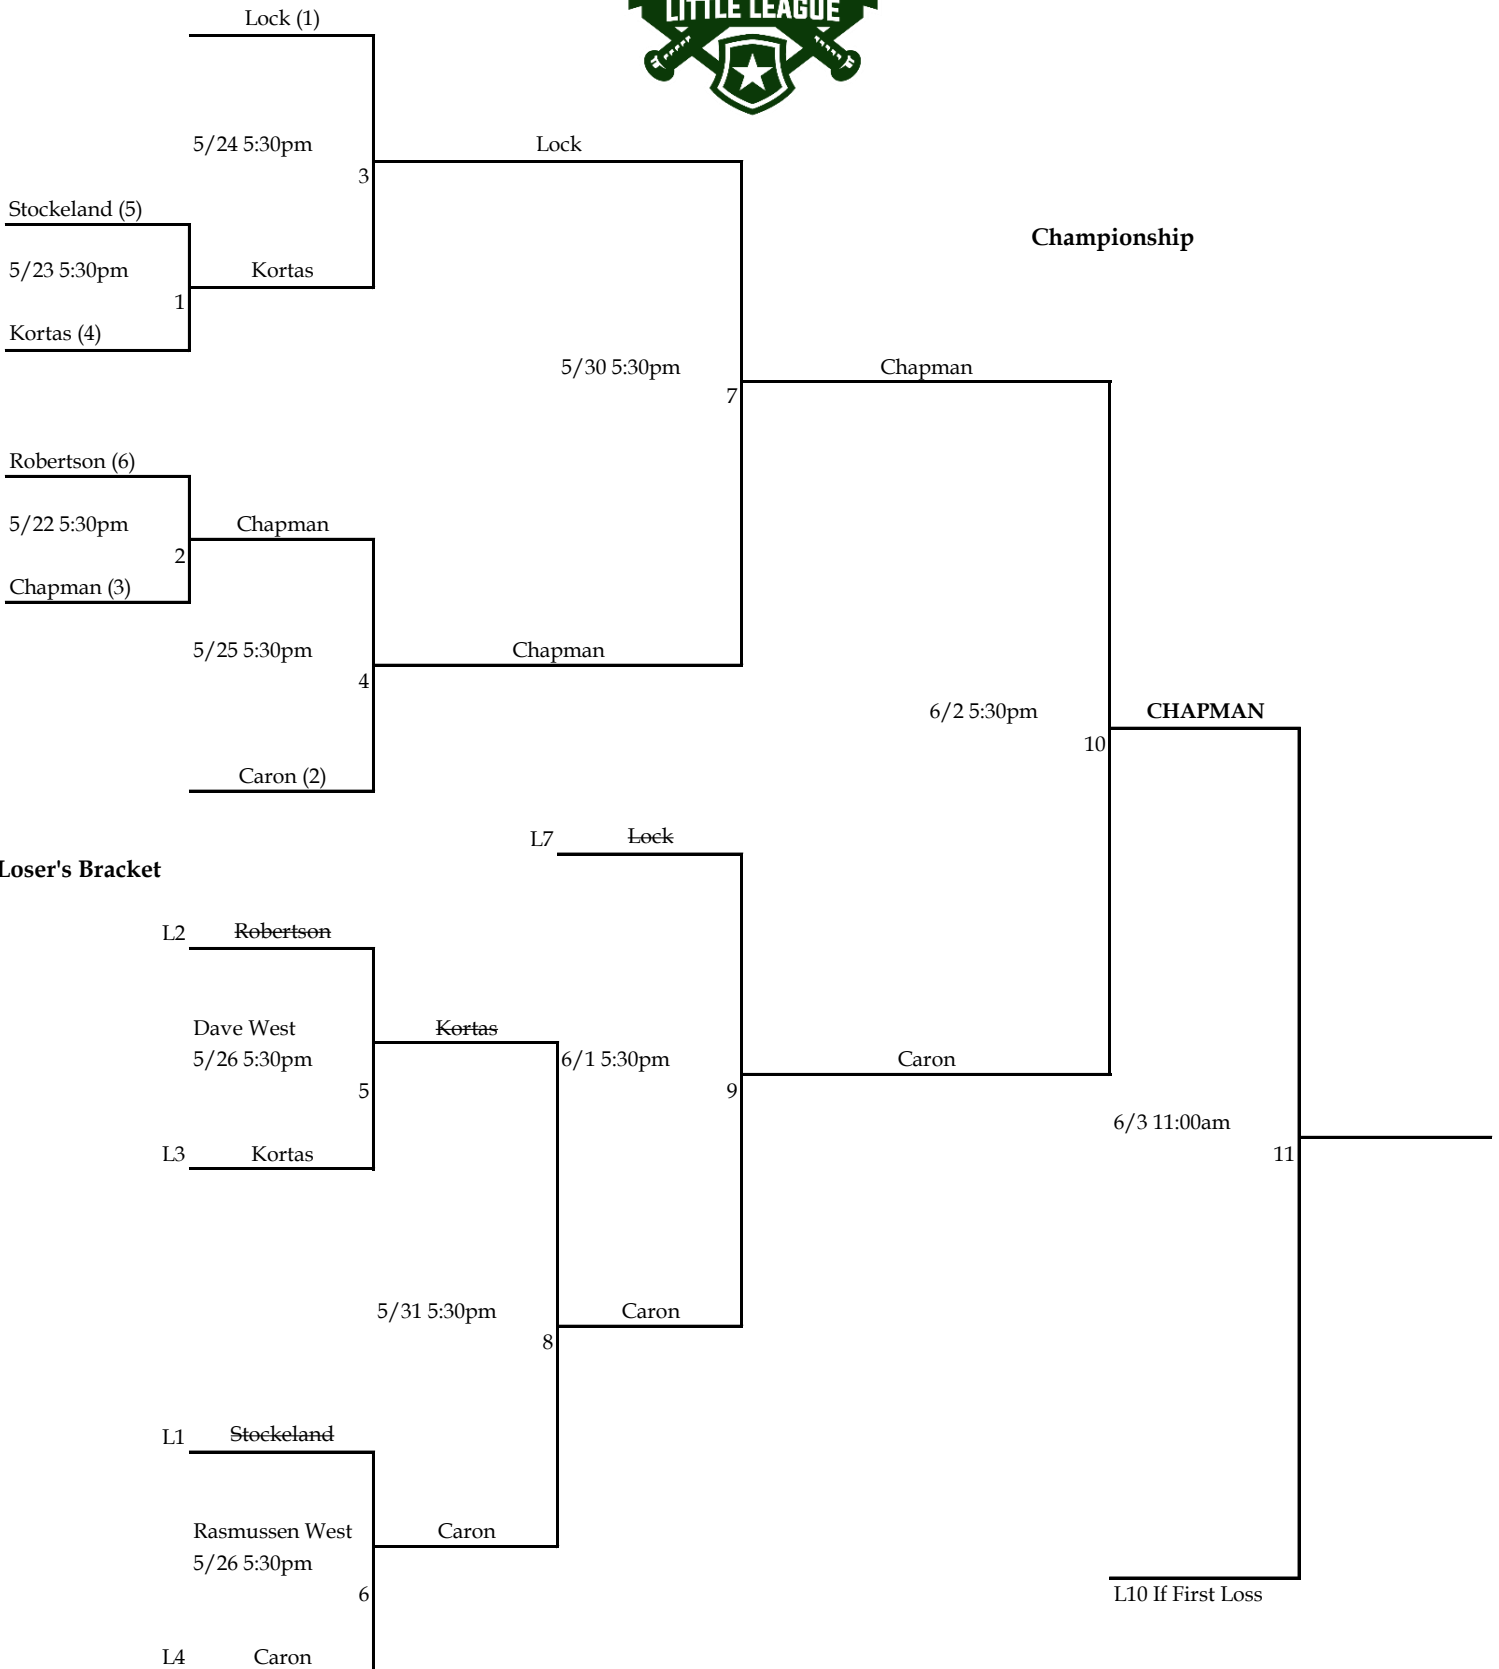 LITTLE LEAGUE
Lock (1)
5/24 5:30pm
Lock
3
Stockeland (5)
Championship
5/23 5:30pm
Kortas
1
Kortas (4)
5/30 5:30pm
Chapman
7
Robertson (6)
5/22 5:30pm
Chapman
2
Chapman (3)
5/25 5:30pm
Chapman
4
6/2 5:30pm
CHAPMAN
10
Caron (2)
L7
Lock
Loser's Bracket
L2
Robertson
Dave West
Kortas
5/26 5:30pm
6/1 5:30pm
Caron
5
9
6/3 11:00am
L3
Kortas
11
5/31 5:30pm
Caron
8
L1
Stockeland
Rasmussen West
Caron
5/26 5:30pm
6
L10 If First Loss
L4
Caron